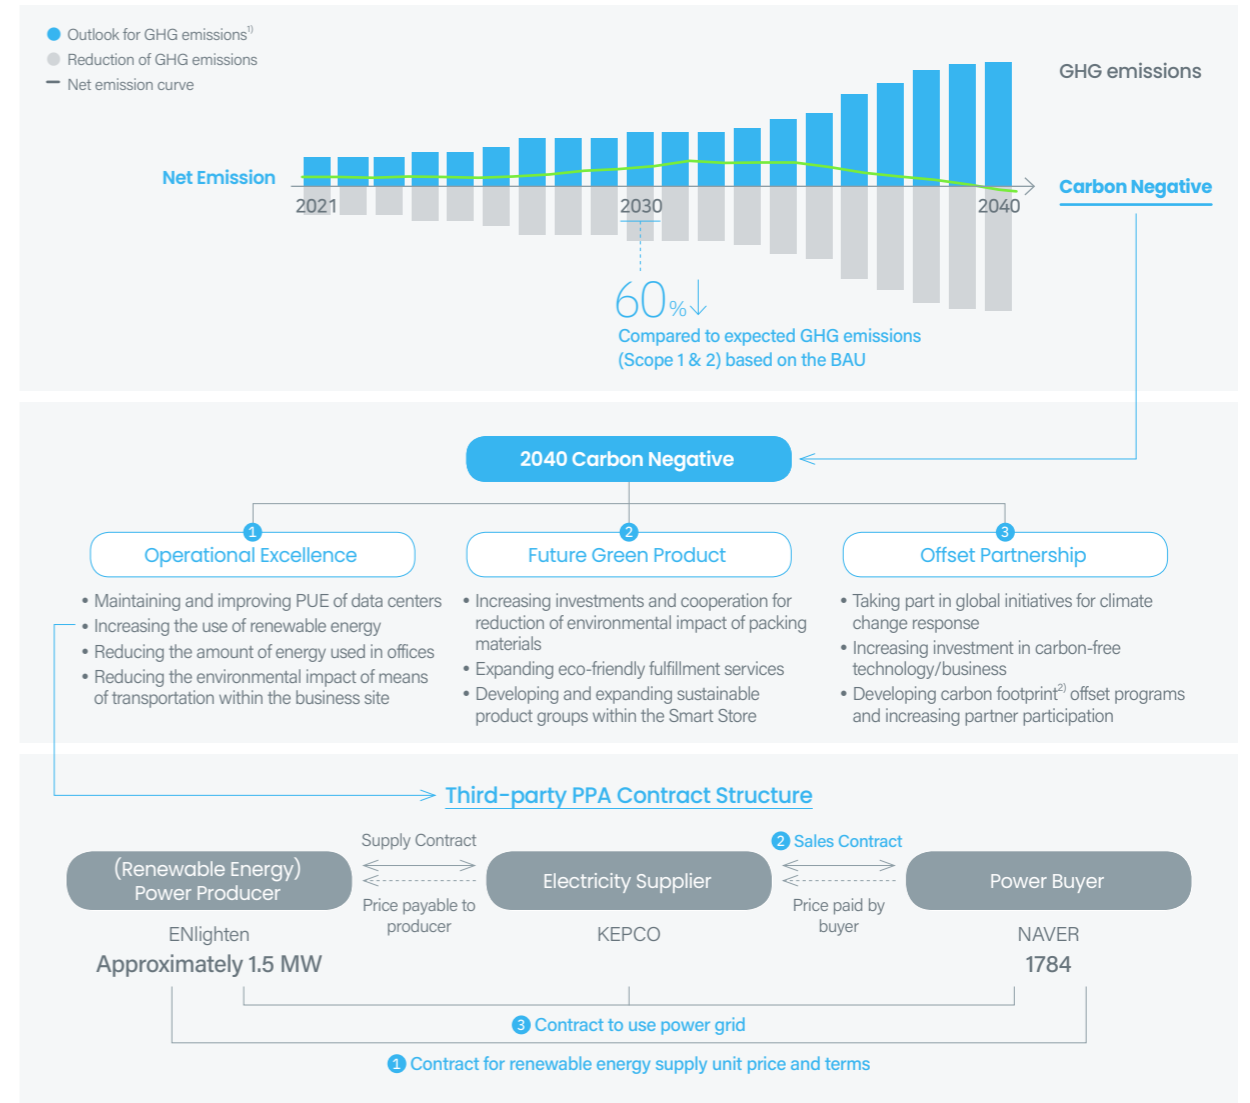 Outlook for GHG emissions1)
Reduction of GHG emissions
Net emission curve
GHG emissions
Net Emission
Carbon Negative
2021
2030
2040
60%↓
Compared to expected GHG emissions
(Scope 1 & 2) based on the BAU
2040 Carbon Negative
1
Operational Excellence
• Maintaining and improving PUE of data centers
• Increasing the use of renewable energy
• Reducing the amount of energy used in offices
• Reducing the environmental impact of means
of transportation within the business site
2
Future Green Product
• Increasing investments and cooperation for
reduction of environmental impact of packing
materials
• Expanding eco-friendly fulfillment services
• Developing and expanding sustainable
product groups within the Smart Store
3
Offset Partnership
• Taking part in global initiatives for climate
change response
• Increasing investment in carbon-free
technology/business
• Developing carbon footprint2) offset programs
and increasing partner participation
Third-party PPA Contract Structure
(Renewable Energy)
Power Producer
ENlighten
Approximately 1.5 MW
Supply Contract
Price payable to
producer
Electricity Supplier
KEPCO
2 Sales Contract
Price paid by
buyer
Power Buyer
NAVER
1784
3 Contract to use power grid
1 Contract for renewable energy supply unit price and terms